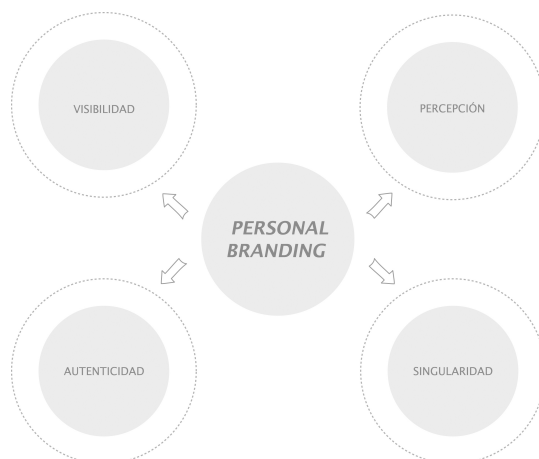 VISIBILIDAD
PERCEPCIÓN
PERSONAL
BRANDING
AUTENTICIDAD
SINGULARIDAD